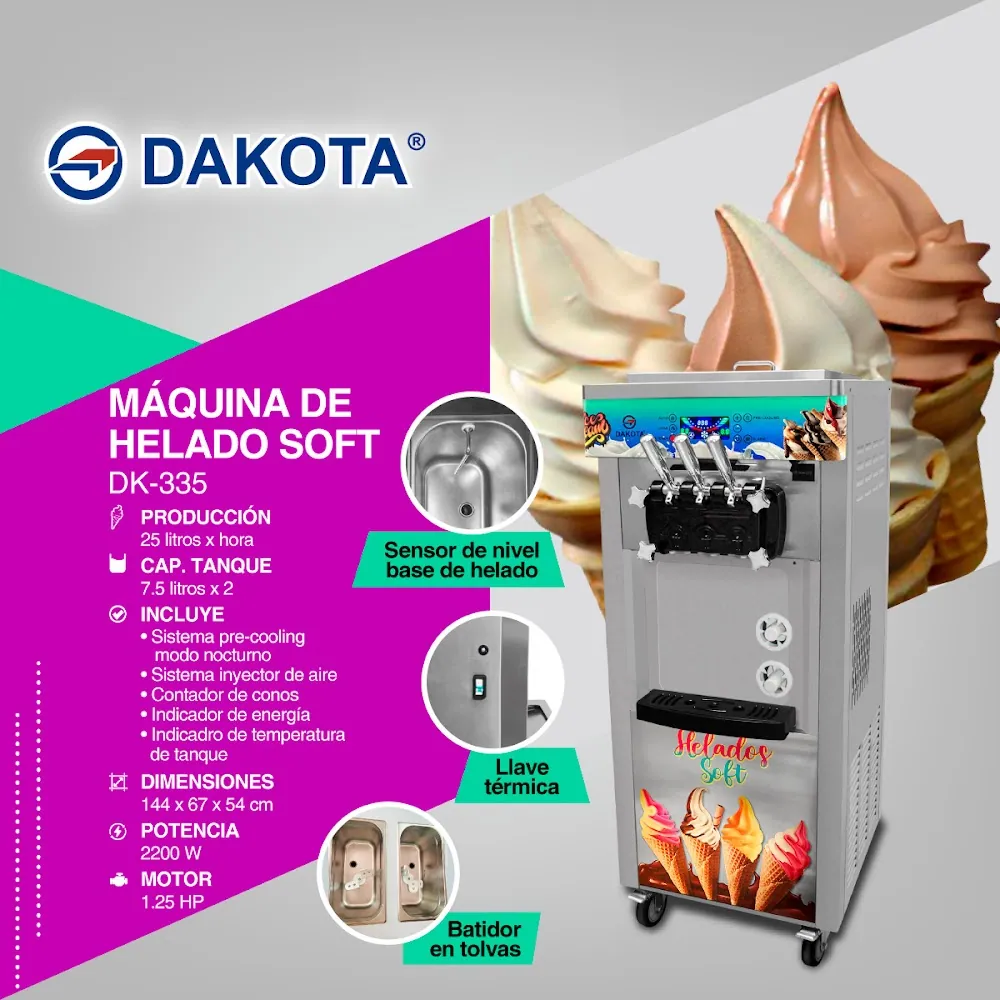 DAKOTA®
MÁQUINA DE
HELADO SOFT
DK-335
PRODUCCIÓN
25 litros x hora
CAP. TANQUE
7.5 litros x 2
INCLUYE
• Sistema pre-cooling
modo nocturno
• Sistema inyector de aire
• Contador de conos
• Indicador de energía
• Indicadro de temperatura
de tanque
DIMENSIONES
144 x 67 x 54 cm
POTENCIA
2200 W
MOTOR
1.25 HP
Sensor de nivel
base de helado
Llave
térmica
Batidor
en tolvas
DAKOTA
Helados
Soft